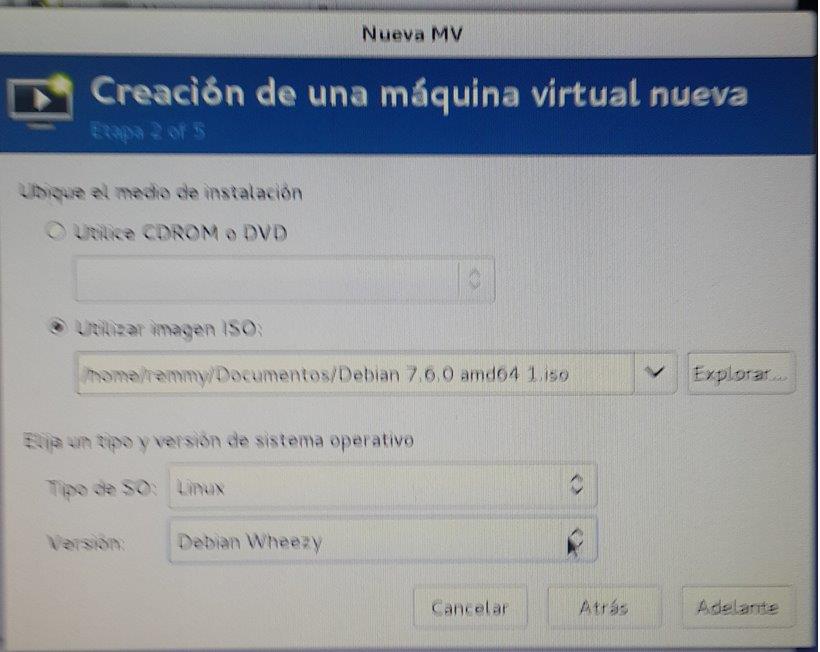 Nueva MV
Creación de una máquina virtual nueva
Etapa 2 of 5
Ubique el medio de instalación
Utilice CDROM o DVD
Utilizar imagen ISO:
/home/remmy/Documentos/Debian 7.6.0 amd64 1.iso
Explorar...
Elija un tipo y versión de sistema operativo
Tipo de SO: Linux
Versión: Debian Wheezy
Cancelar Atrás Adelante